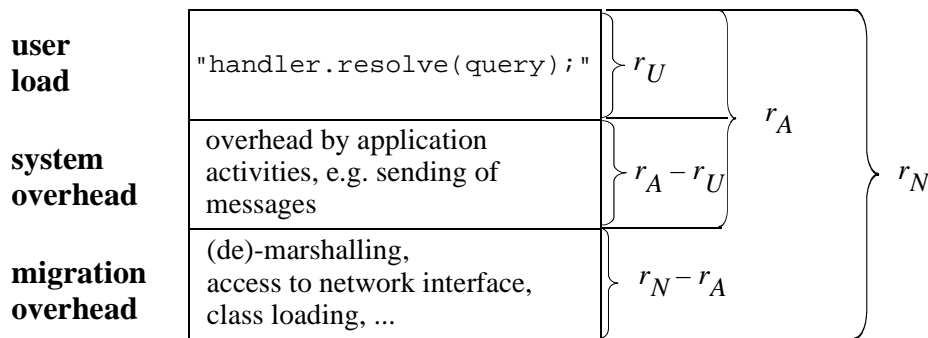 user
load
"handler.resolve(query);"
r_U
r_A
r_N
system
overhead
overhead by application
activities, e.g. sending of
messages
r_A – r_U
migration
overhead
(de)-marshalling,
access to network interface,
class loading, ...
r_N – r_A